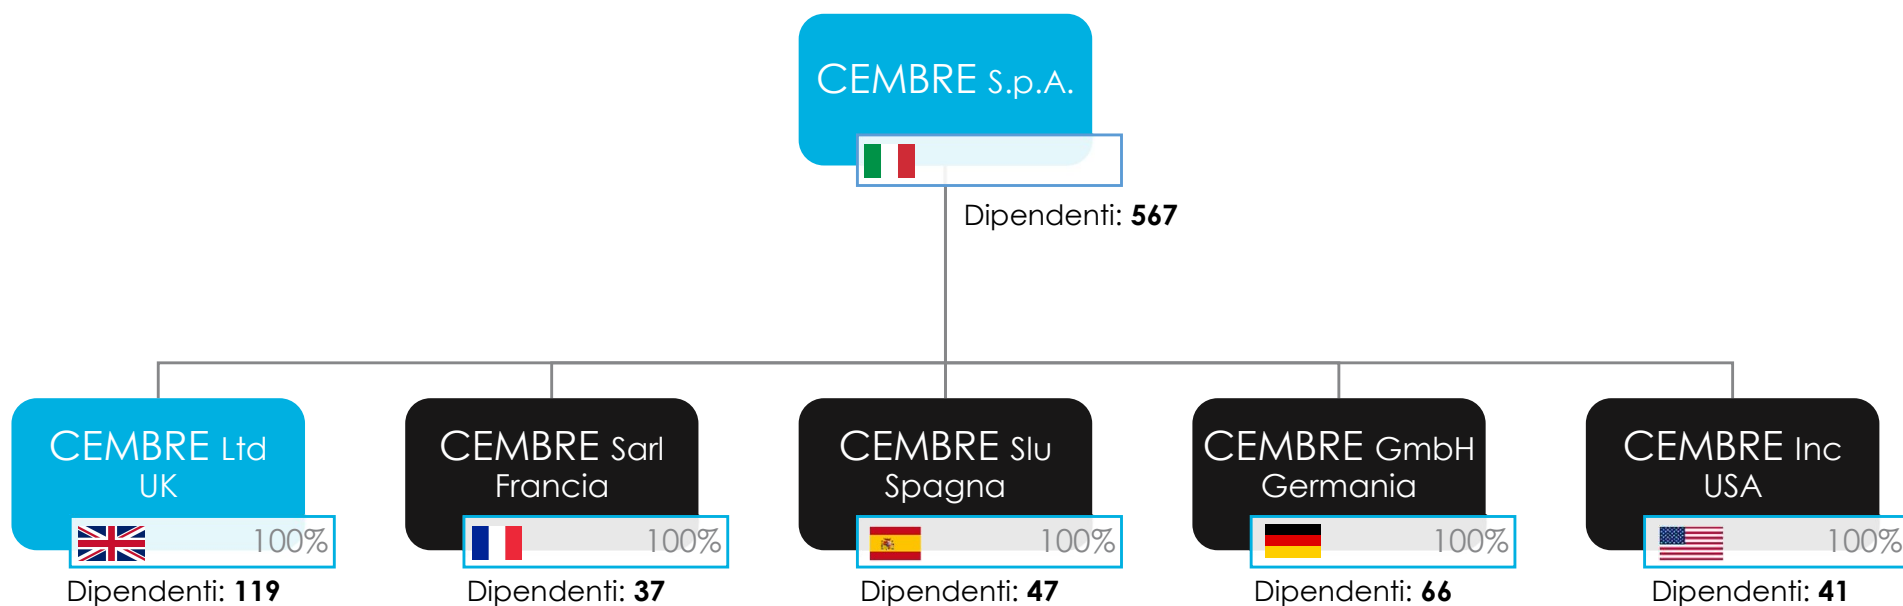 CEMBRE S.p.A.
Dipendenti: 567
CEMBRE Ltd
UK
100%
Dipendenti: 119
CEMBRE Sarl
Francia
100%
Dipendenti: 37
CEMBRE Slu
Spagna
100%
Dipendenti: 47
CEMBRE GmbH
Germania
100%
Dipendenti: 66
CEMBRE Inc
USA
100%
Dipendenti: 41